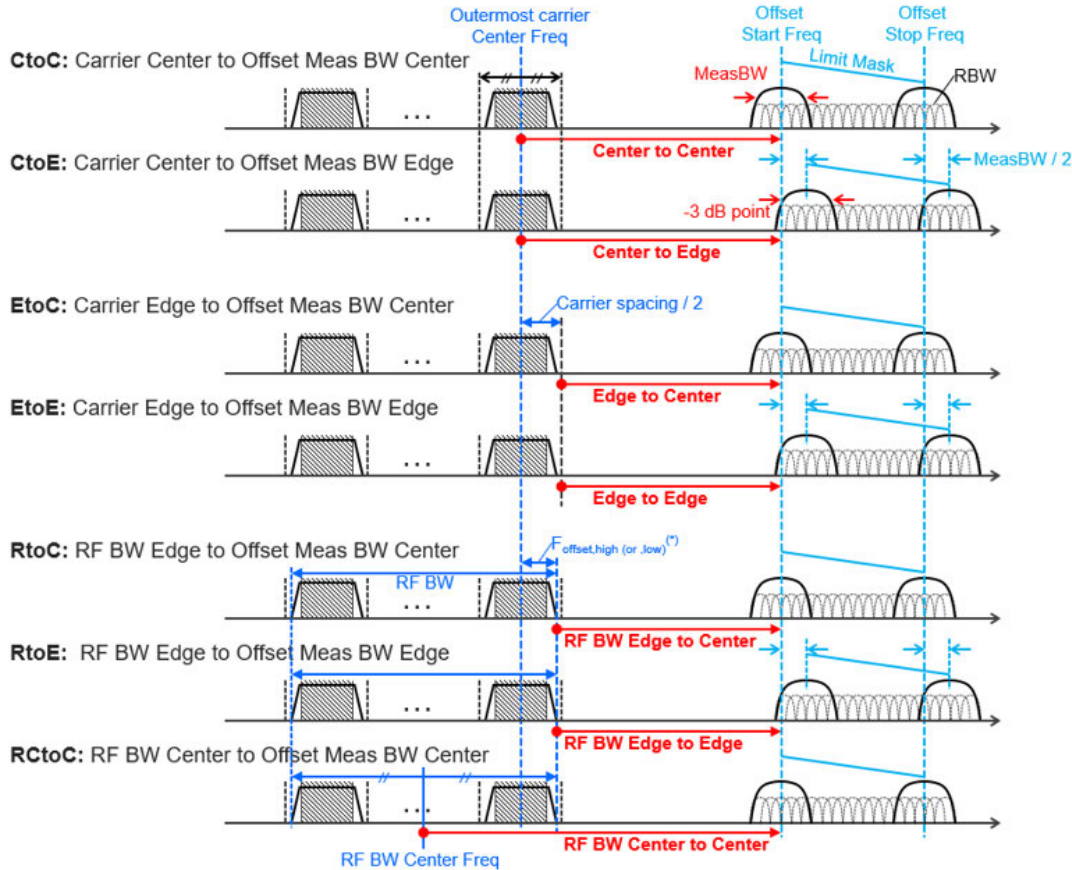 Outermost carrier
Center Freq
Offset
Start Freq
Offset
Stop Freq
CtoC: Carrier Center to Offset Meas BW Center
Limit Mask
MeasBW
RBW
...
Center to Center
CtoE: Carrier Center to Offset Meas BW Edge
MeasBW / 2
-3 dB point
...
Center to Edge
EtoC: Carrier Edge to Offset Meas BW Center
Carrier spacing / 2
...
Edge to Center
EtoE: Carrier Edge to Offset Meas BW Edge
...
Edge to Edge
RtoC: RF BW Edge to Offset Meas BW Center
Foffset,high (or ,low)(*)
RF BW
...
RF BW Edge to Center
RtoE: RF BW Edge to Offset Meas BW Edge
...
RF BW Edge to Edge
RCtoC: RF BW Center to Offset Meas BW Center
...
RF BW Center to Center
RF BW Center Freq